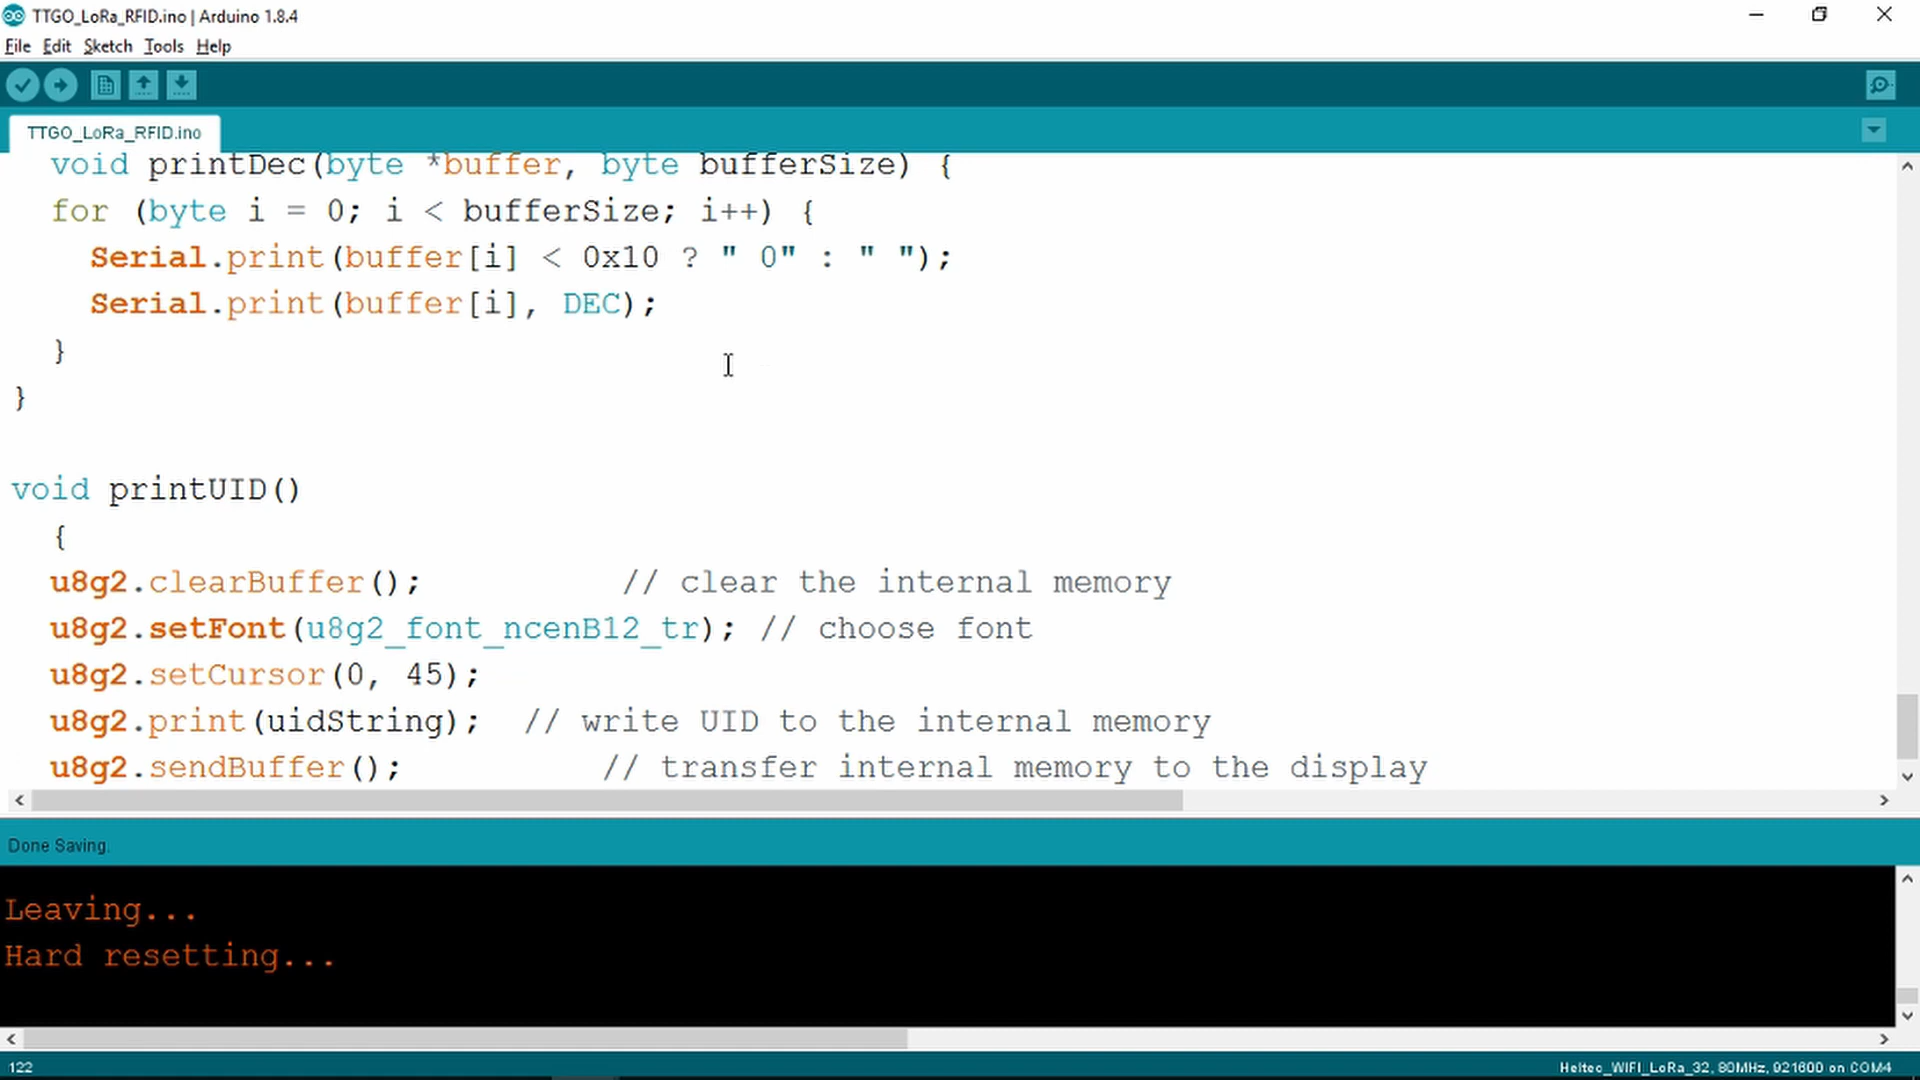 TTGO_LoRa_RFID.ino | Arduino 1.8.4
File Edit Sketch Tools Help
TTGO_LoRa_RFID.ino
void printDec(byte *buffer, byte bufferSize) {
for (byte i = 0; i < bufferSize; i++) {
Serial.print(buffer[i] < 0x10 ? " 0" : " ");
Serial.print(buffer[i], DEC);
}
}
void printUID()
{
u8g2.clearBuffer(); // clear the internal memory
u8g2.setFont(u8g2_font_ncenB12_tr); // choose font
u8g2.setCursor(0, 45);
u8g2.print(uidString); // write UID to the internal memory
u8g2.sendBuffer(); // transfer internal memory to the display
Done Saving.
Leaving...
Hard resetting...
122 Heltec_WIFI_LoRa_32, 80MHz, 921600 on COM4